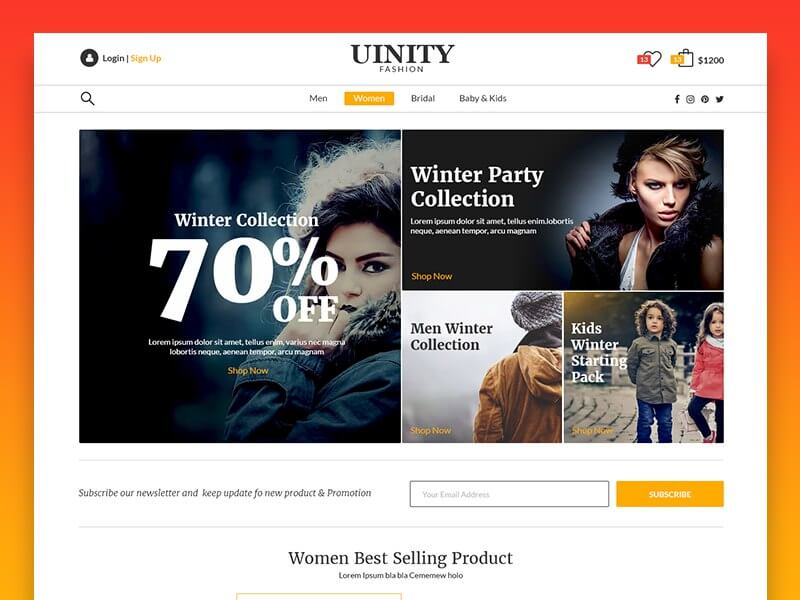 Login | Sign Up
UINITY
FASHION
13
13
$1200
Men
Women
Bridal
Baby & Kids
Winter Collection
70%
OFF
Lorem ipsum dolor sit amet, tellus enim, varius nec magna
lobortis neque, aenean tempor, arcu magnam
Shop Now
Winter Party
Collection
Lorem ipsum dolor sit amet, tellus enim.lobortis
neque, aenean tempor, arcu magnam
Shop Now
Men Winter
Collection
Shop Now
Kids
Winter
Starting
Pack
Shop Now
Subscribe our newsletter and keep update fo new product & Promotion
Your Email Address
SUBSCRIBE
Women Best Selling Product
Lorem Ipsum bla bla Cememew holo